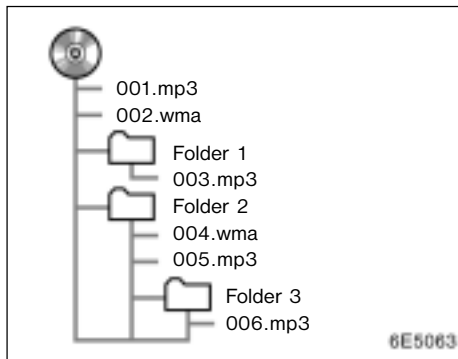 001.mp3
002.wma
Folder 1
003.mp3
Folder 2
004.wma
005.mp3
Folder 3
006.mp3
6E5063